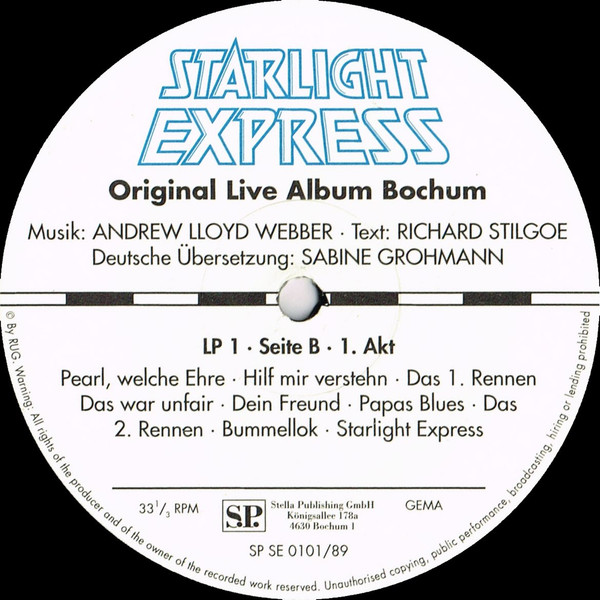 STARLIGHT
EXPRESS
Original Live Album Bochum
Musik: ANDREW LLOYD WEBBER · Text: RICHARD STILGOE
Deutsche Übersetzung: SABINE GROHMANN
LP 1 · Seite B · 1. Akt
Pearl, welche Ehre · Hilf mir verstehn · Das 1. Rennen
Das war unfair · Dein Freund · Papas Blues · Das
2. Rennen · Bummellok · Starlight Express
33 1/3 RPM
S.P.
Stella Publishing GmbH
Königsallee 178a
4630 Bochum 1
GEMA
SP SE 0101/89
© By RUG. Warning: All rights of the producer and of the owner of the recorded work reserved. Unauthorised copying, public performance, broadcasting, hiring or lending prohibited